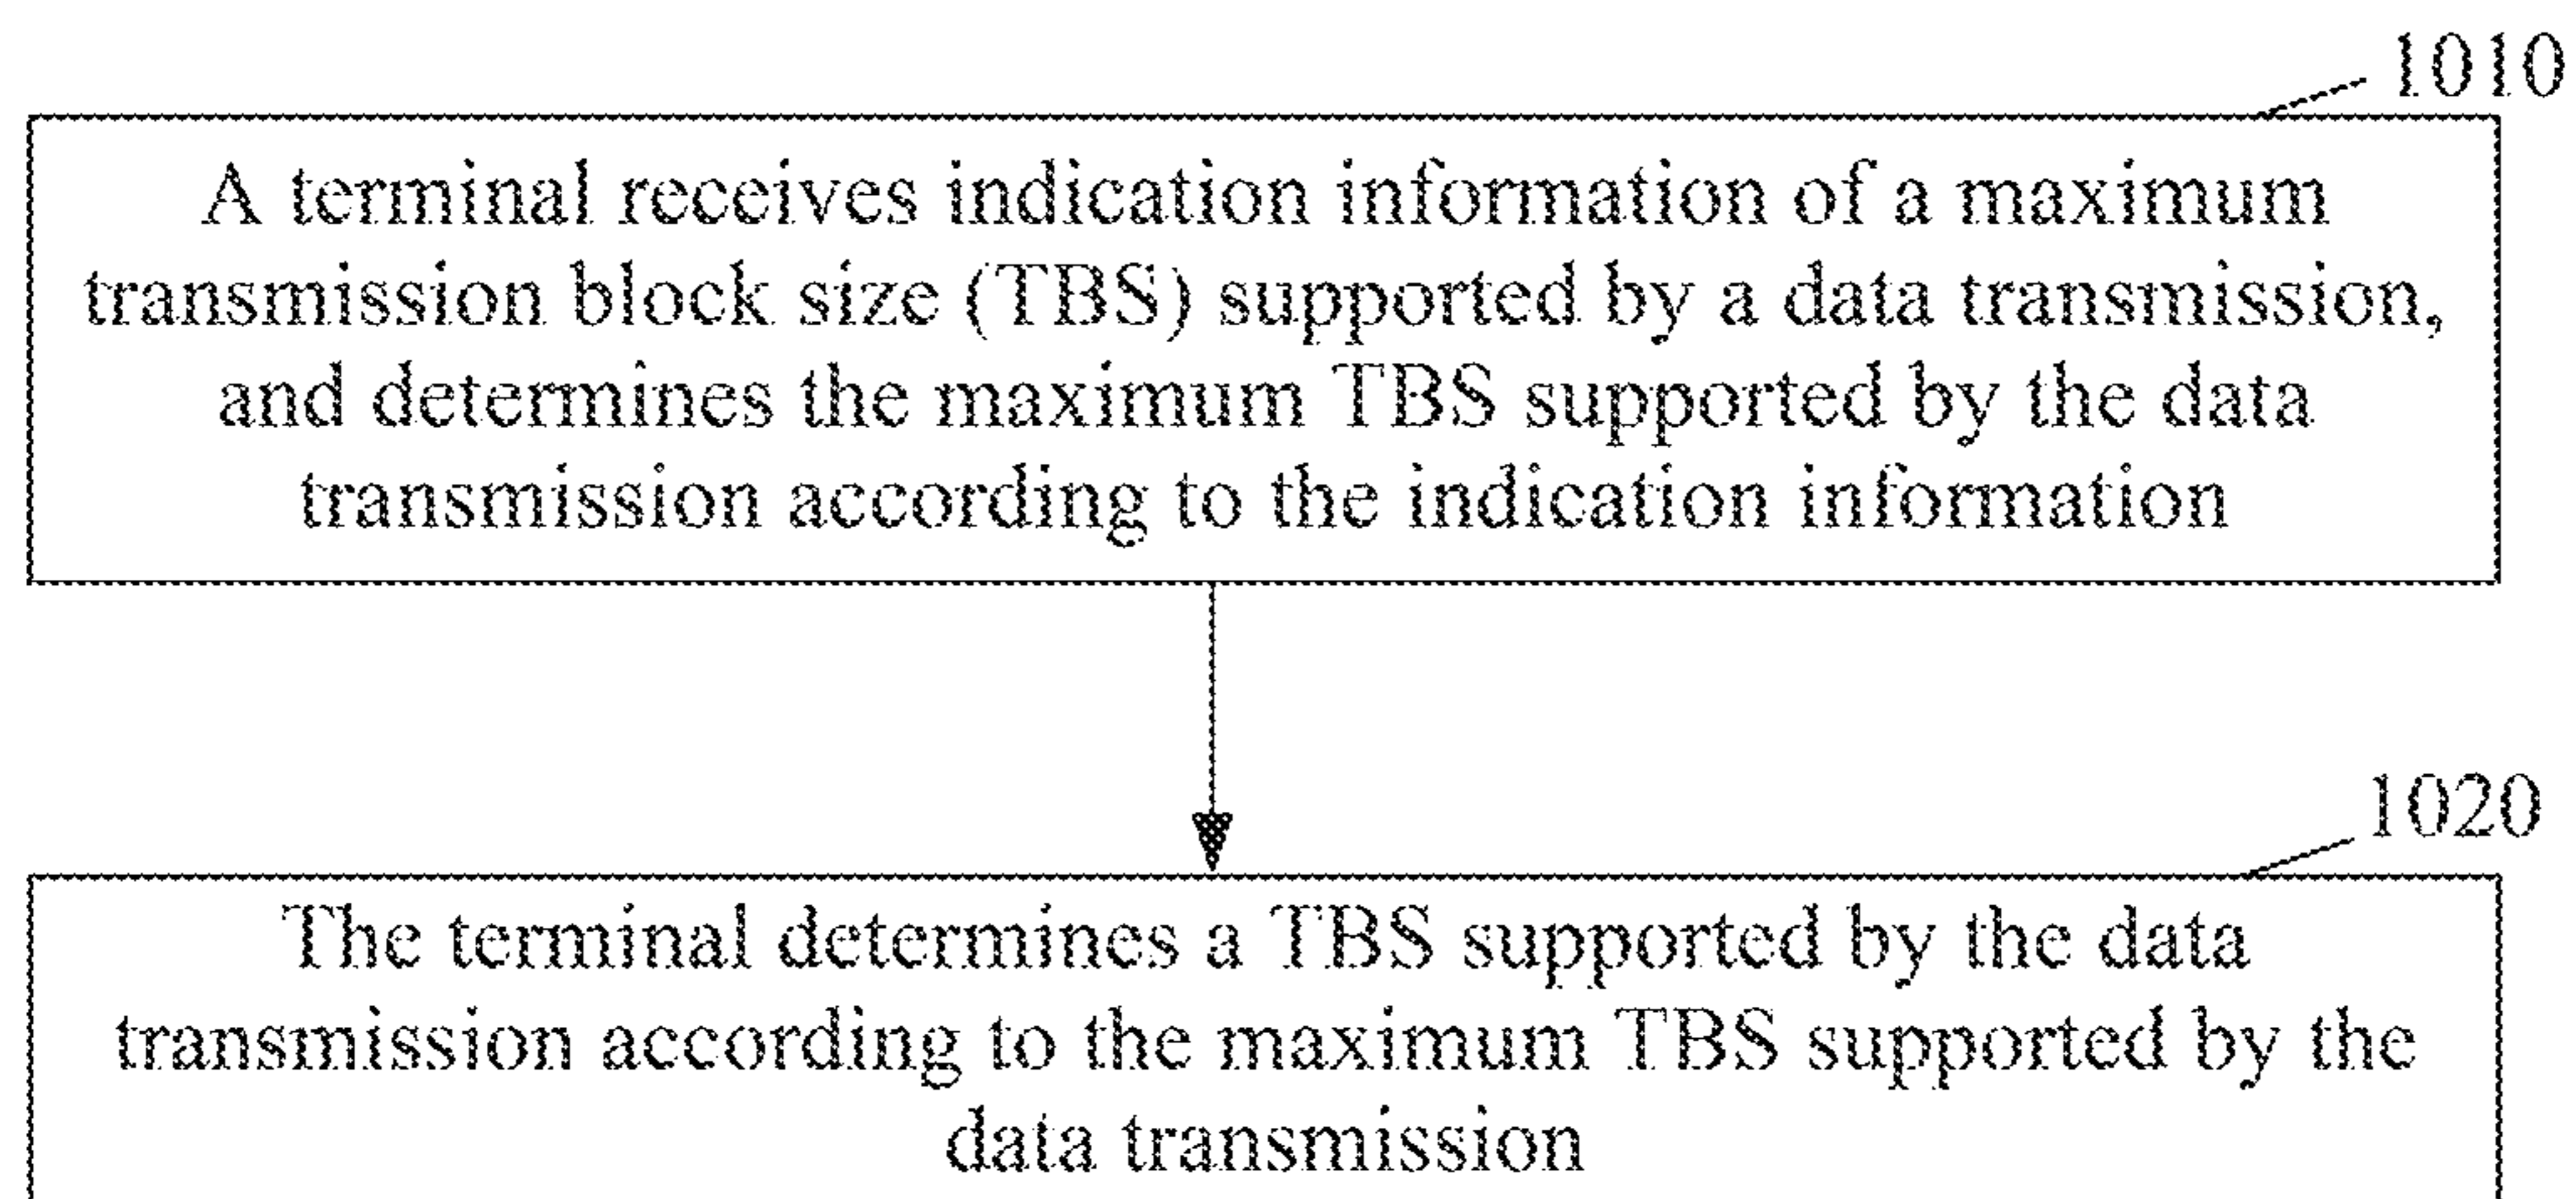 1010
A terminal receives indication information of a maximum
transmission block size (TBS) supported by a data transmission,
and determines the maximum TBS supported by the data
transmission according to the indication information
1020
The terminal determines a TBS supported by the data
transmission according to the maximum TBS supported by the
data transmission